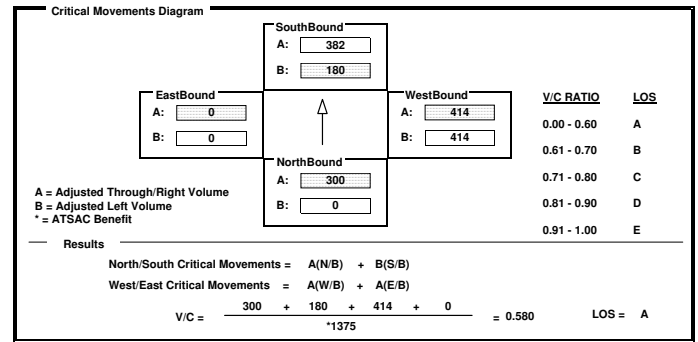 Critical Movements Diagram
SouthBound
A: 382
B: 180
EastBound
A: 0
B: 0
WestBound
A: 414
B: 414
NorthBound
A: 300
B: 0
V/C RATIO LOS
0.00 - 0.60 A
0.61 - 0.70 B
0.71 - 0.80 C
0.81 - 0.90 D
0.91 - 1.00 E
A = Adjusted Through/Right Volume
B = Adjusted Left Volume
* = ATSAC Benefit
Results
North/South Critical Movements = A(N/B) + B(S/B)
West/East Critical Movements = A(W/B) + A(E/B)
V/C = 300 + 180 + 414 + 0 = 0.580 LOS = A
*1375